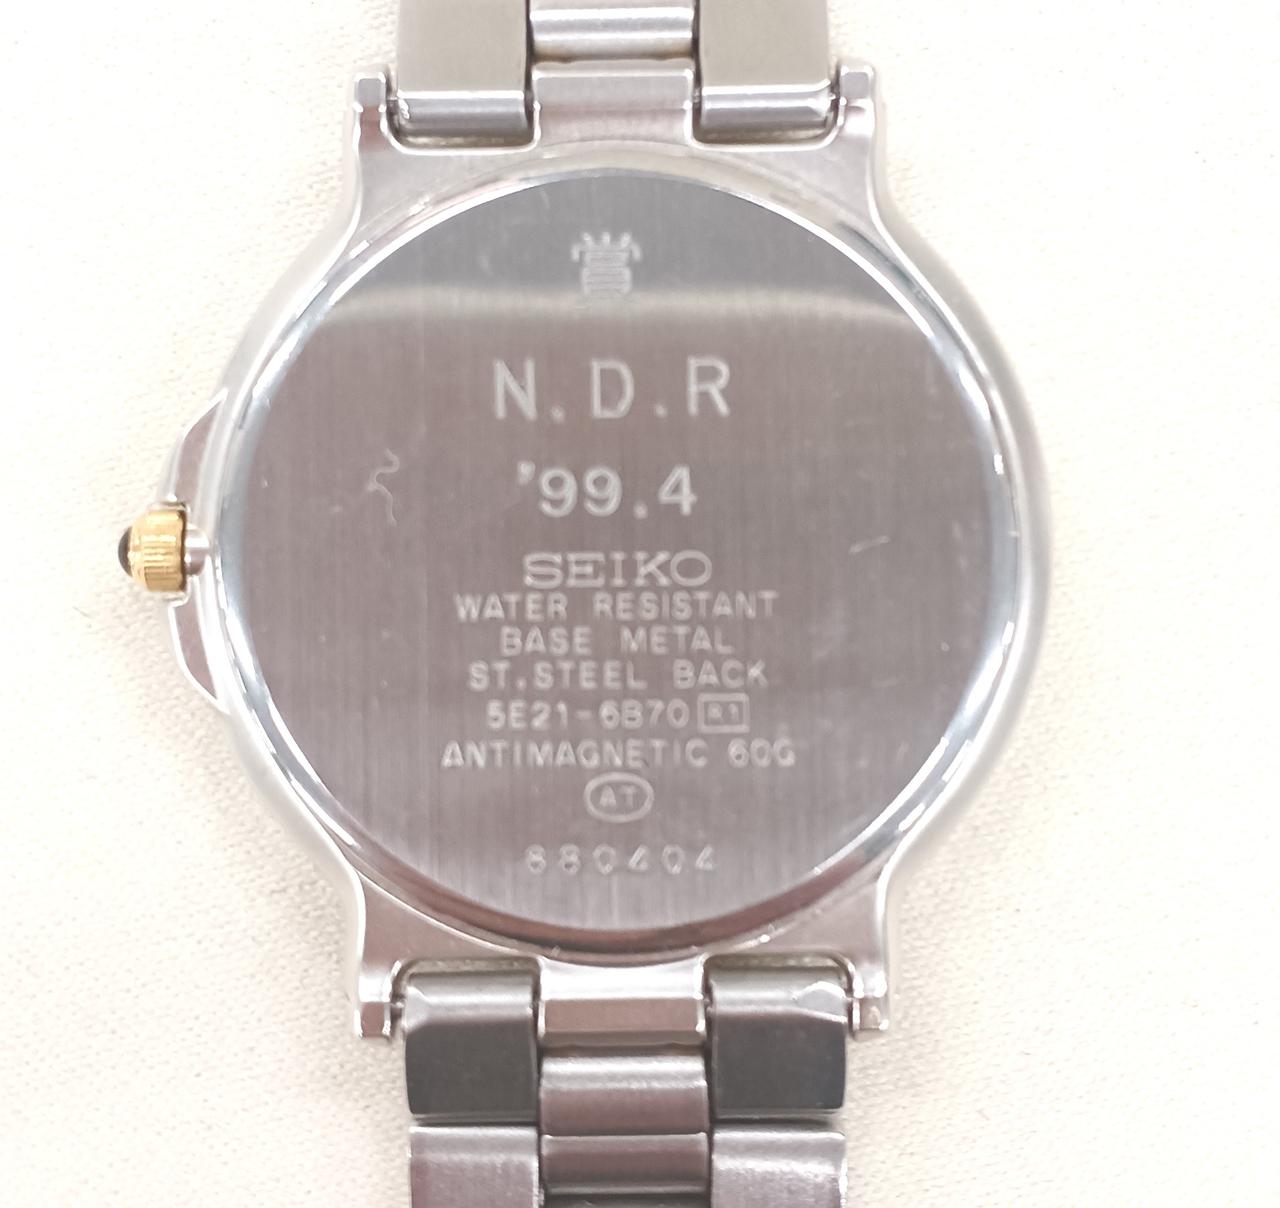 N.D.R
'99.4
SEIKO
WATER RESISTANT
BASE METAL
ST.STEEL BACK
5E21-6B70 R1
ANTIMAGNETIC 60G
AT
880404